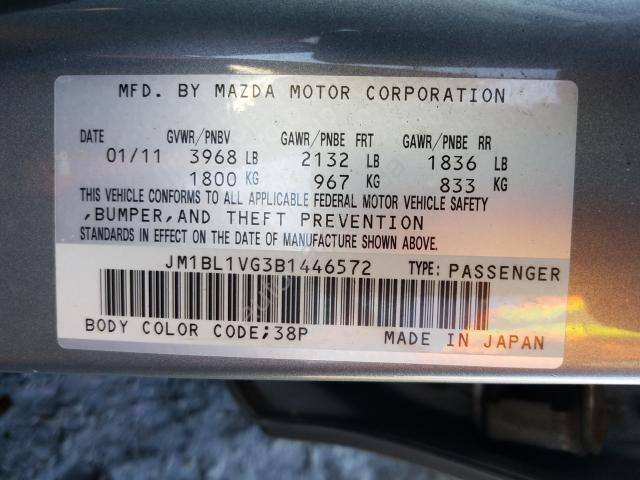 MFD. BY MAZDA MOTOR CORPORATION
DATE GVWR/PNBV GAWR/PNBE FRT GAWR/PNBE RR
01/11 3968 LB 2132 LB 1836 LB
1800 KG 967 KG 833 KG
THIS VEHICLE CONFORMS TO ALL APPLICABLE FEDERAL MOTOR VEHICLE SAFETY
,BUMPER,AND THEFT PREVENTION
STANDARDS IN EFFECT ON THE DATE OF MANUFACTURE SHOWN ABOVE.
JM1BL1VG3B1446572 TYPE: PASSENGER
BODY COLOR CODE;38P MADE IN JAPAN